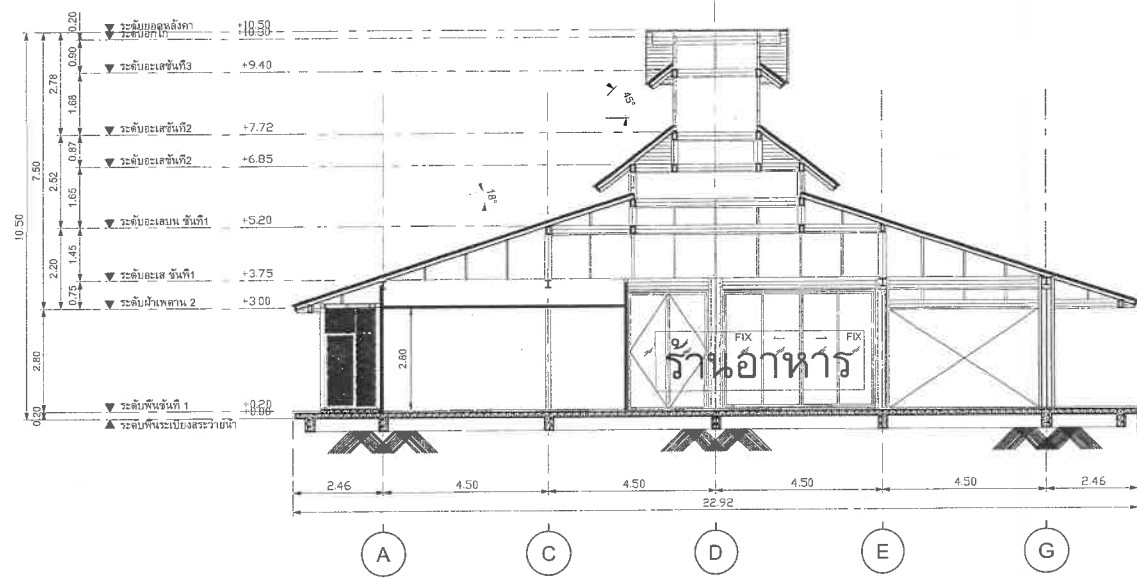 ระดับยอดหลังคา +10.50
ระดับอกไก่ +10.30
ระดับอะเสชั้นที่3 +9.40
ระดับอะเสชั้นที่2 +7.72
ระดับอะเสชั้นที่2 +6.85
ระดับอะเสบน ชั้นที่1 +5.20
ระดับอะเส ชั้นที่1 +3.75
ระดับฝ้าเพดาน 2 +3.00
ระดับพื้นชั้นที่ 1 +0.20
ระดับพื้นระเบียงสระว่ายน้ำ +0.00
0.20
0.90
1.68
0.87
1.65
1.45
0.75
2.78
2.52
2.20
7.50
10.50
2.80
0.20
45°
18°
2.80
FIX FIX
ร้านอาหาร
2.46 4.50 4.50 4.50 4.50 2.46
22.92
A C D E G